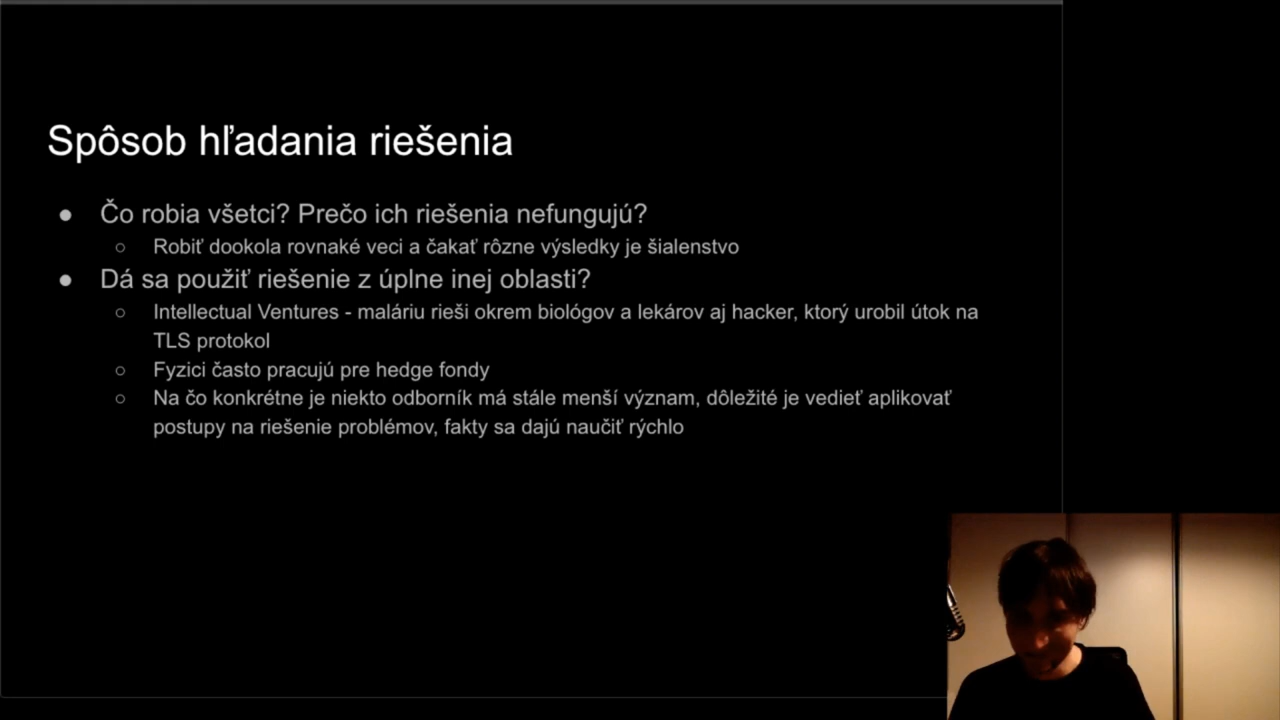 Spôsob hľadania riešenia
● Čo robia všetci? Prečo ich riešenia nefungujú?
○ Robiť dookola rovnaké veci a čakať rôzne výsledky je šialenstvo
● Dá sa použiť riešenie z úplne inej oblasti?
○ Intellectual Ventures - maláriu rieši okrem biológov a lekárov aj hacker, ktorý urobil útok na
TLS protokol
○ Fyzici často pracujú pre hedge fondy
○ Na čo konkrétne je niekto odborník má stále menší význam, dôležité je vedieť aplikovať
postupy na riešenie problémov, fakty sa dajú naučiť rýchlo